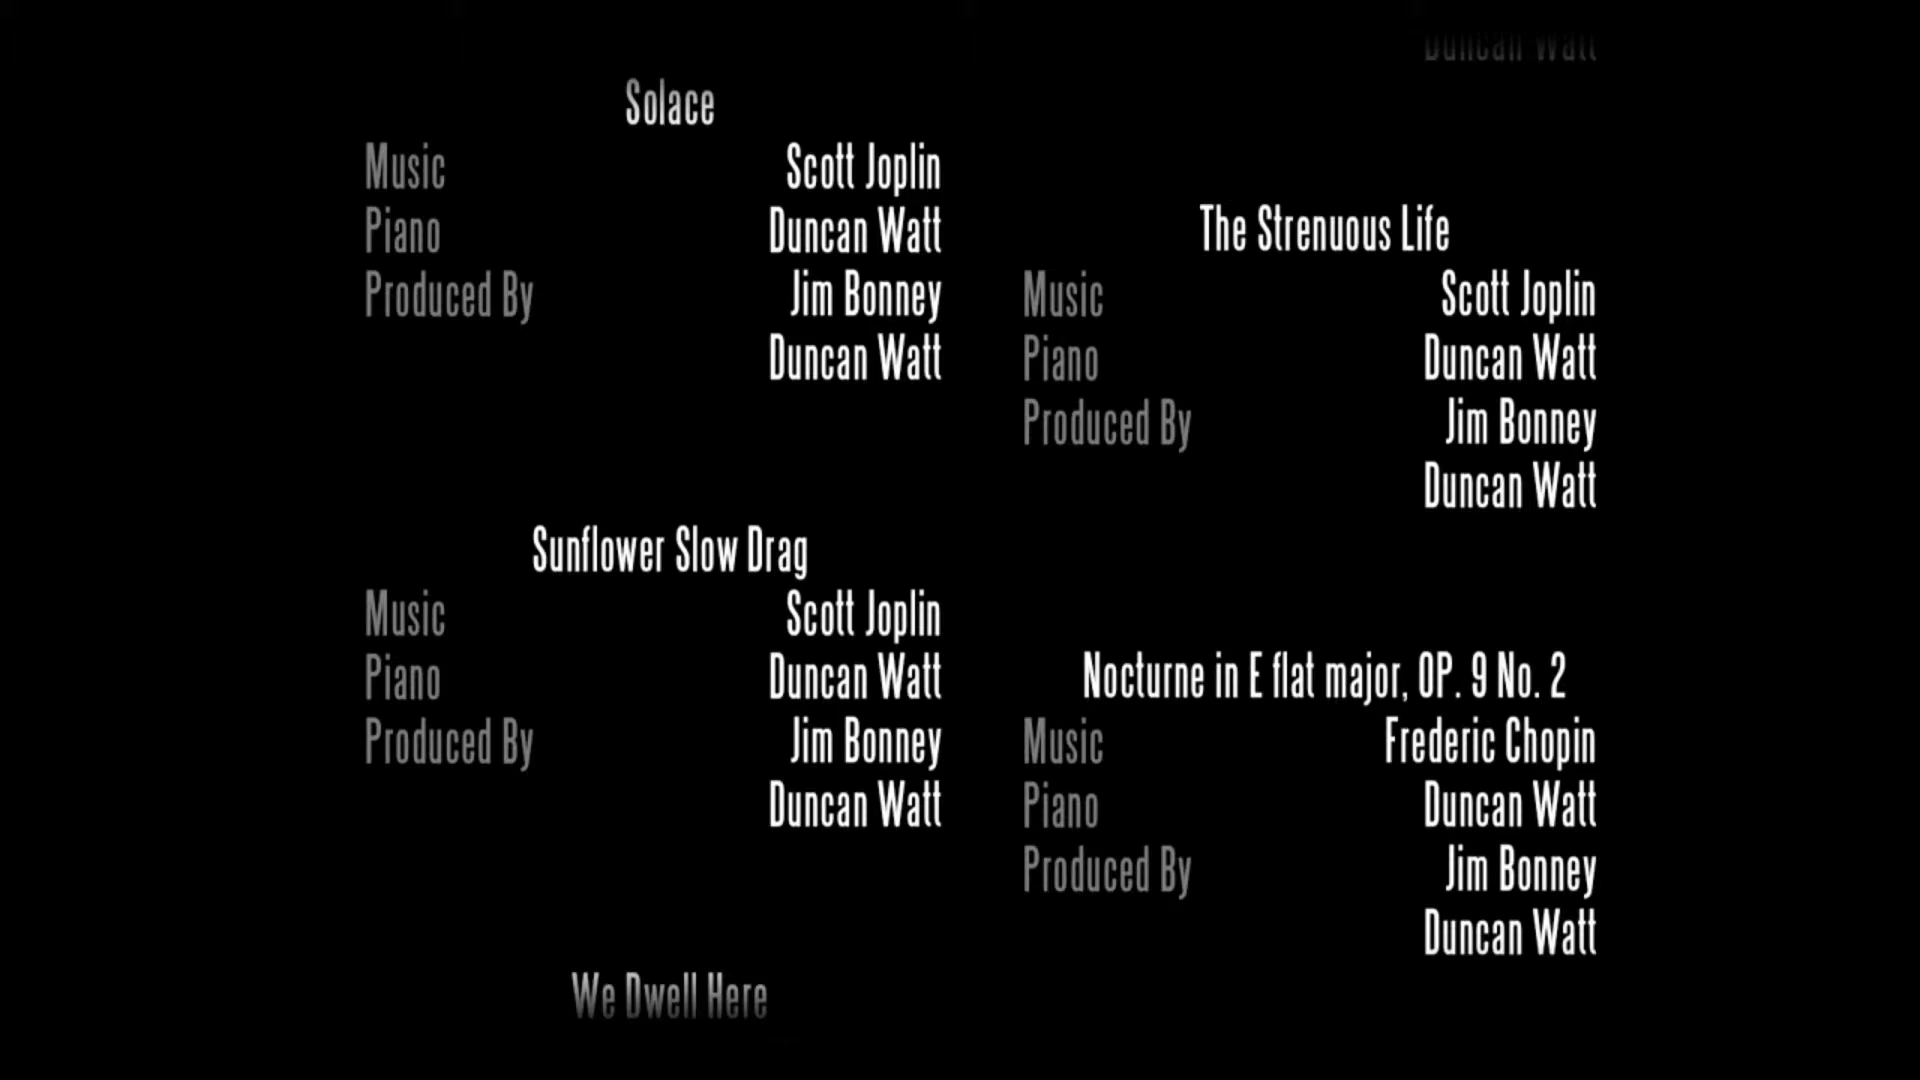 Duncan Watt
Solace
Music Scott Joplin
Piano Duncan Watt
Produced By Jim Bonney
Duncan Watt
Sunflower Slow Drag
Music Scott Joplin
Piano Duncan Watt
Produced By Jim Bonney
Duncan Watt
We Dwell Here
The Strenuous Life
Music Scott Joplin
Piano Duncan Watt
Produced By Jim Bonney
Duncan Watt
Nocturne in E flat major, OP. 9 No. 2
Music Frederic Chopin
Piano Duncan Watt
Produced By Jim Bonney
Duncan Watt